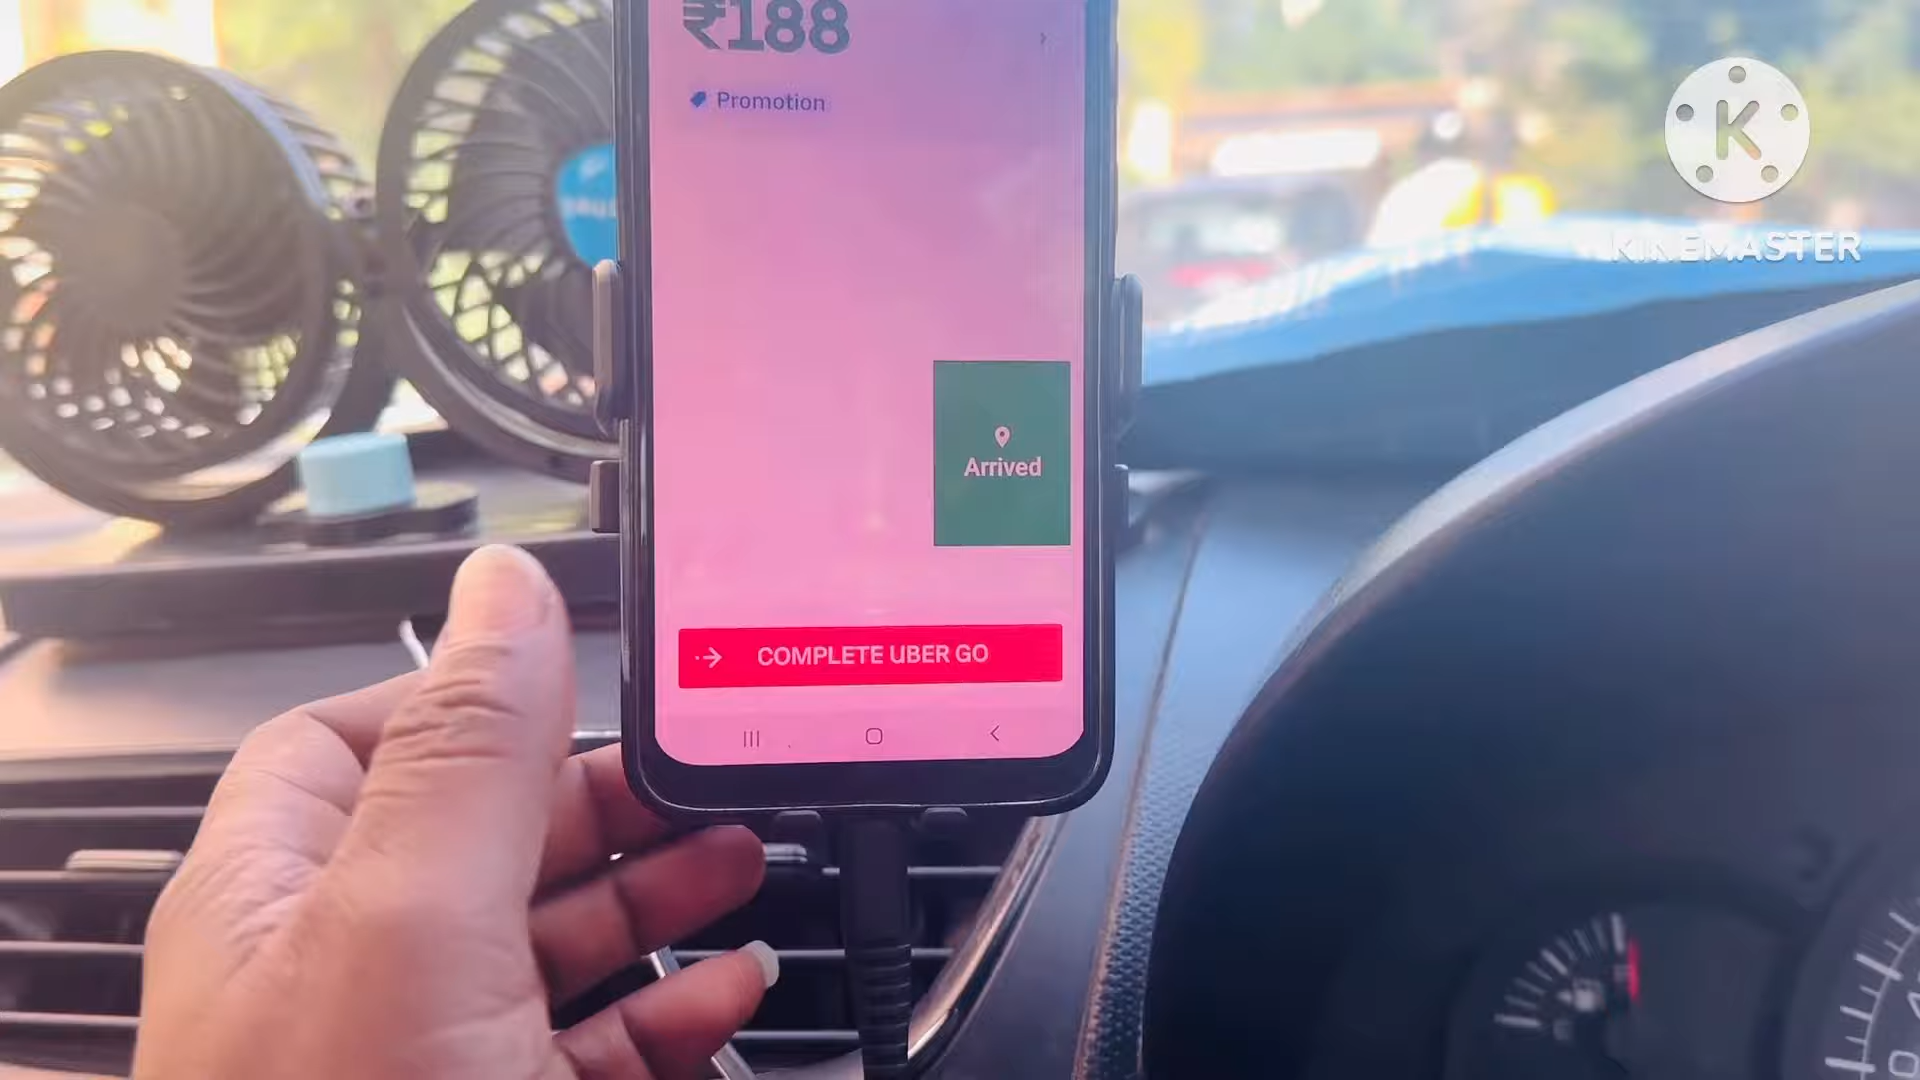 ₹188
Promotion
Arrived
COMPLETE UBER GO
K
KINEMASTER